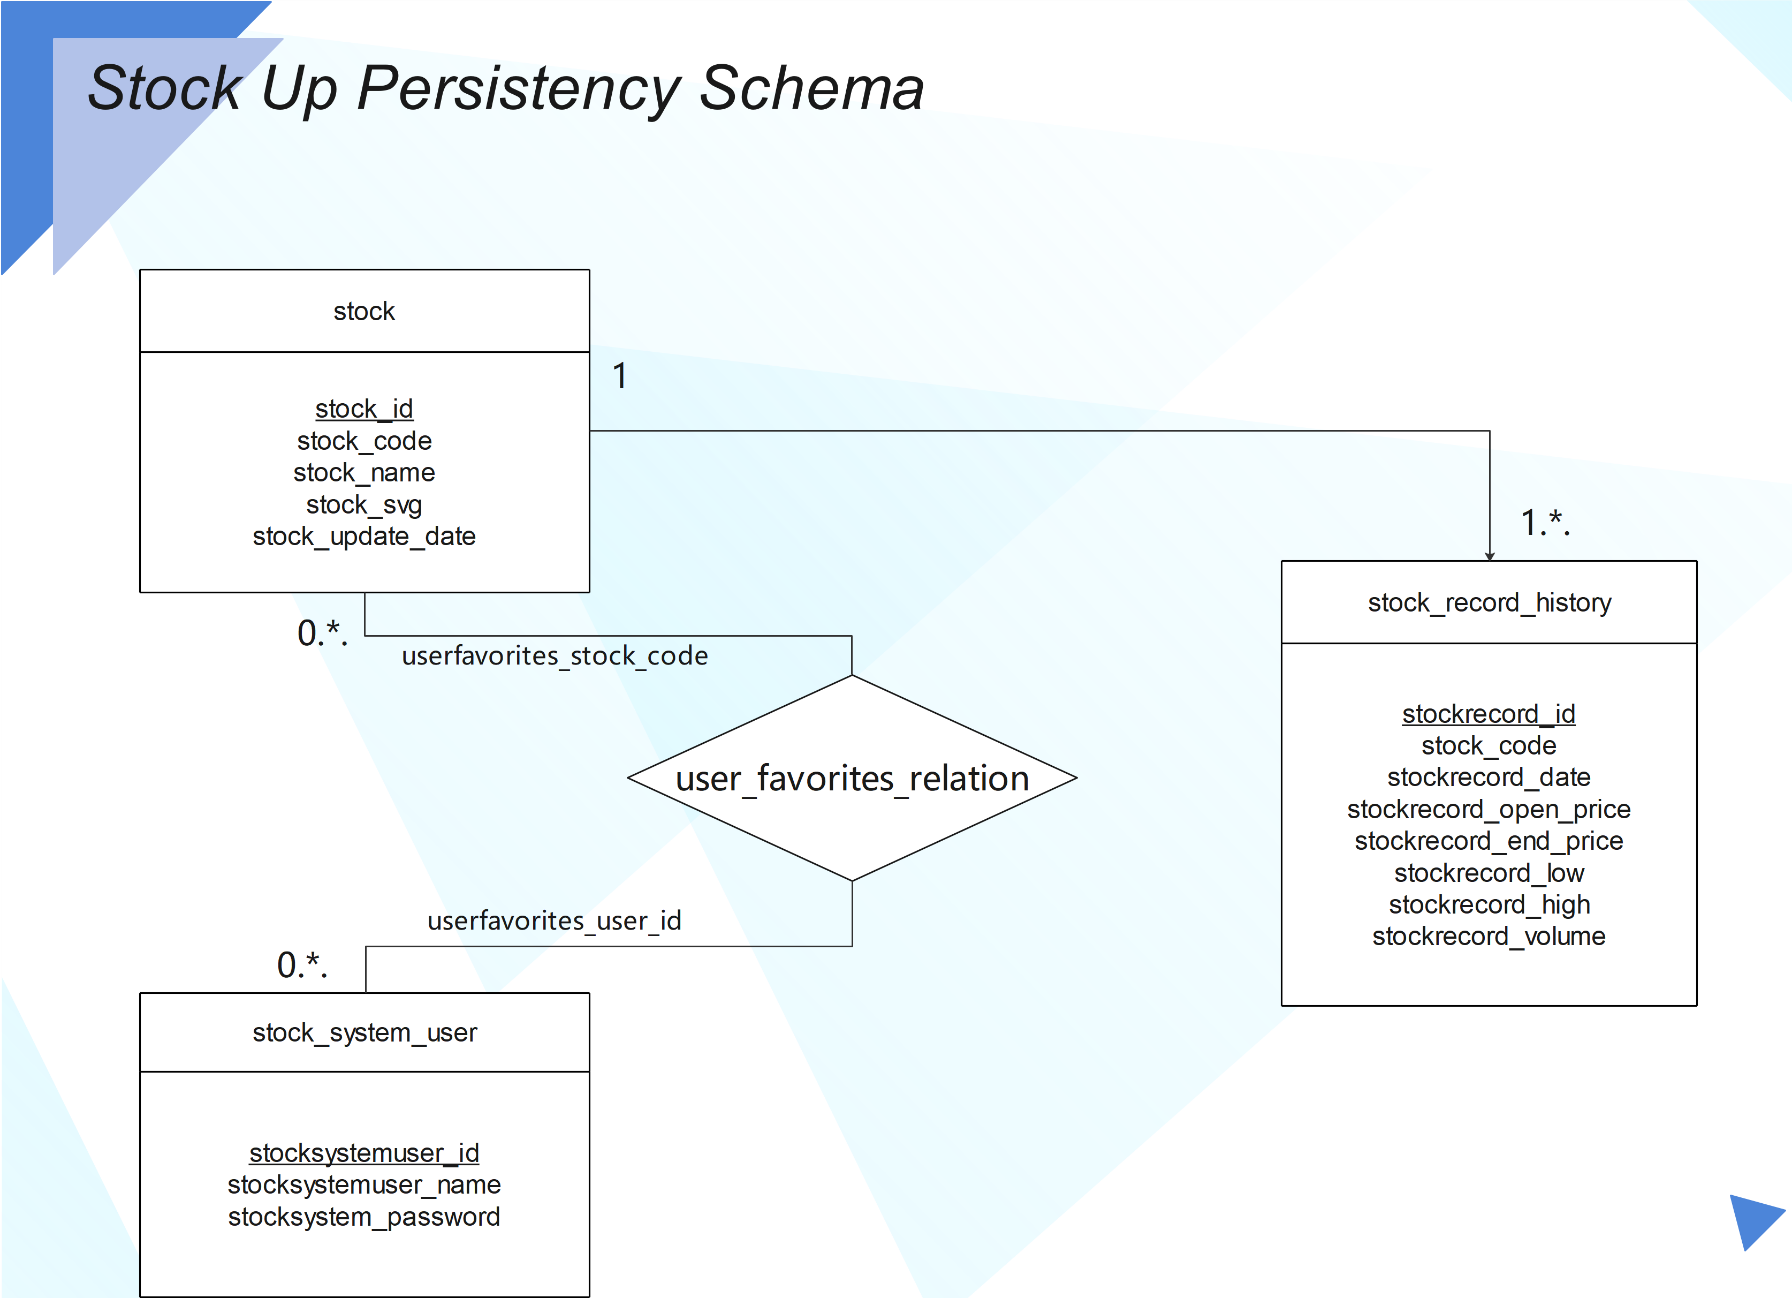 Stock Up Persistency Schema
stock
stock_id
stock_code
stock_name
stock_svg
stock_update_date
1
1.*.
stock_record_history
stockrecord_id
stock_code
stockrecord_date
stockrecord_open_price
stockrecord_end_price
stockrecord_low
stockrecord_high
stockrecord_volume
0.*.
userfavorites_stock_code
user_favorites_relation
userfavorites_user_id
0.*.
stock_system_user
stocksystemuser_id
stocksystemuser_name
stocksystem_password